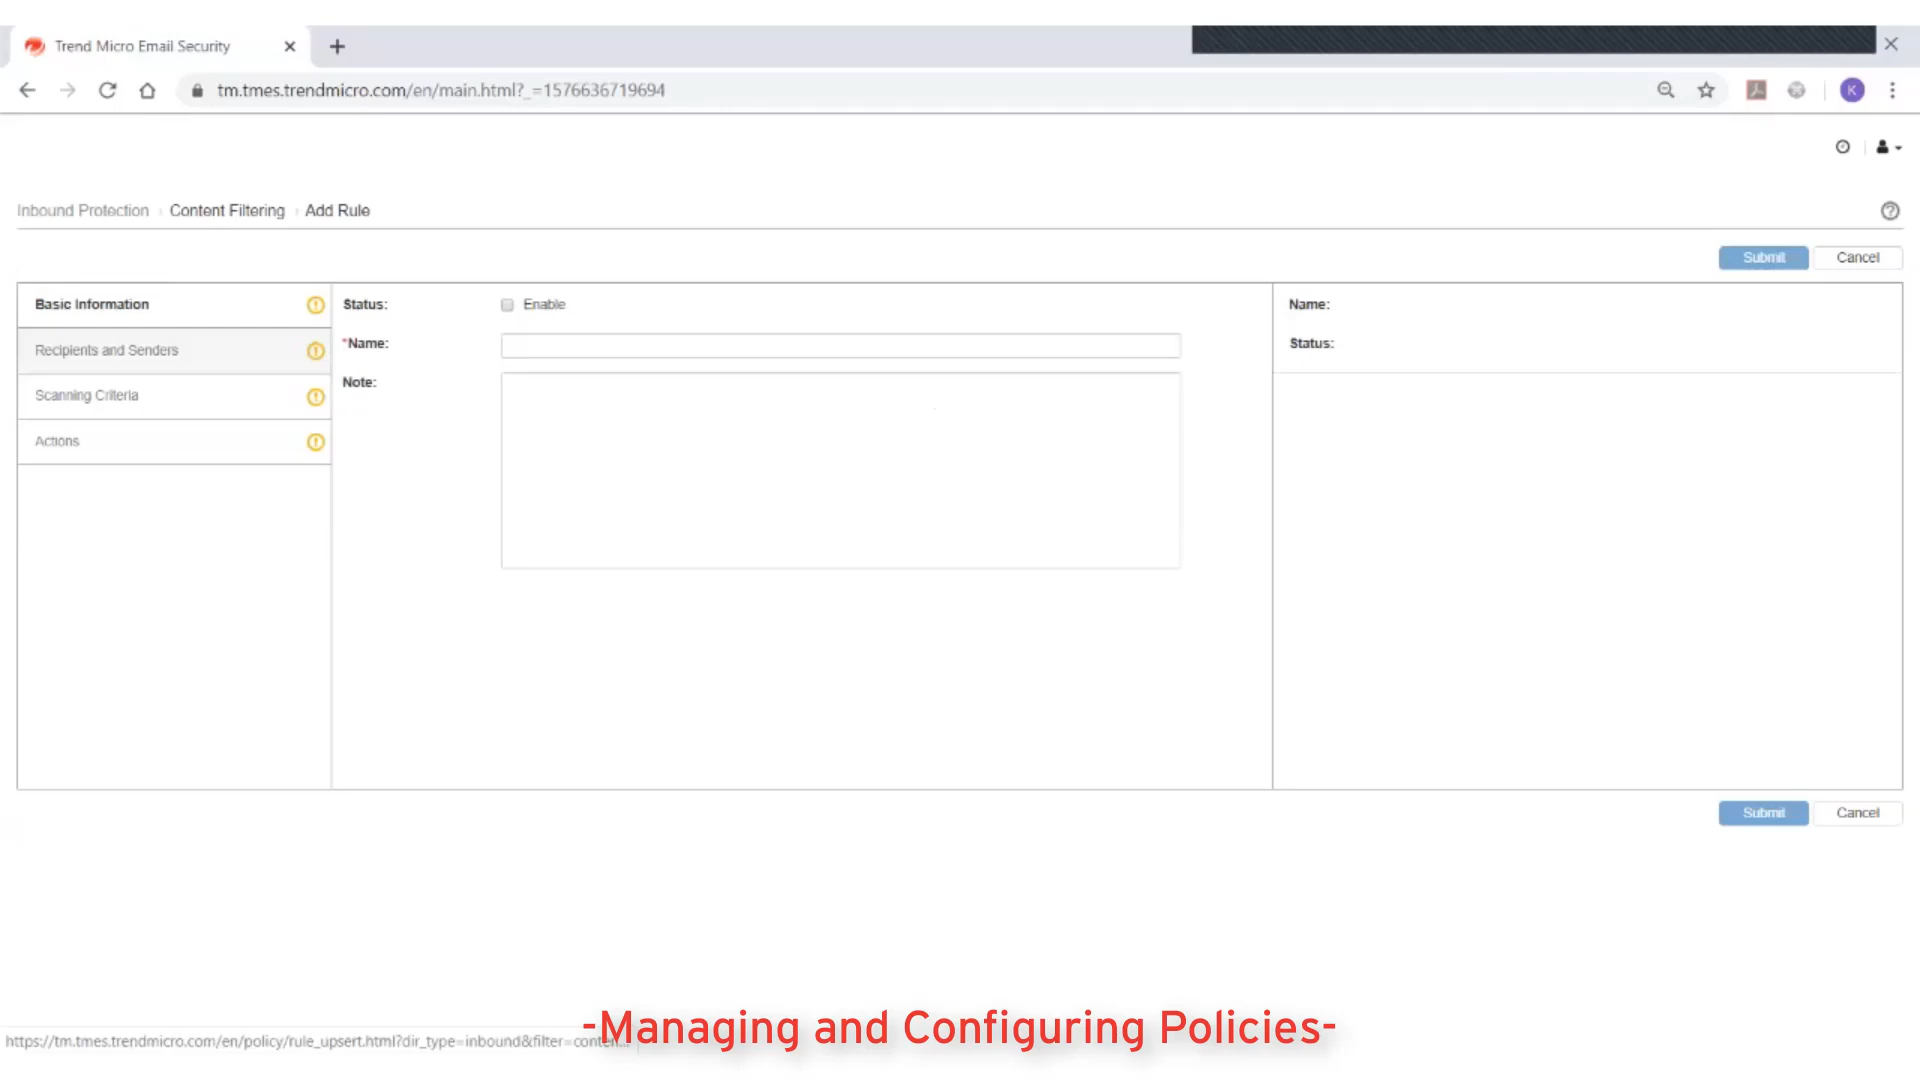 Trend Micro Email Security
tm.tmes.trendmicro.com/en/main.html?_=1576636719694
K
Inbound Protection › Content Filtering › Add Rule
Submit Cancel
Basic Information
Recipients and Senders
Scanning Criteria
Actions
Status: Enable
*Name:
Note:
Name:
Status:
Submit Cancel
-Managing and Configuring Policies-
https://tm.tmes.trendmicro.com/en/policy/rule_upsert.html?dir_type=inbound&filter=conten...